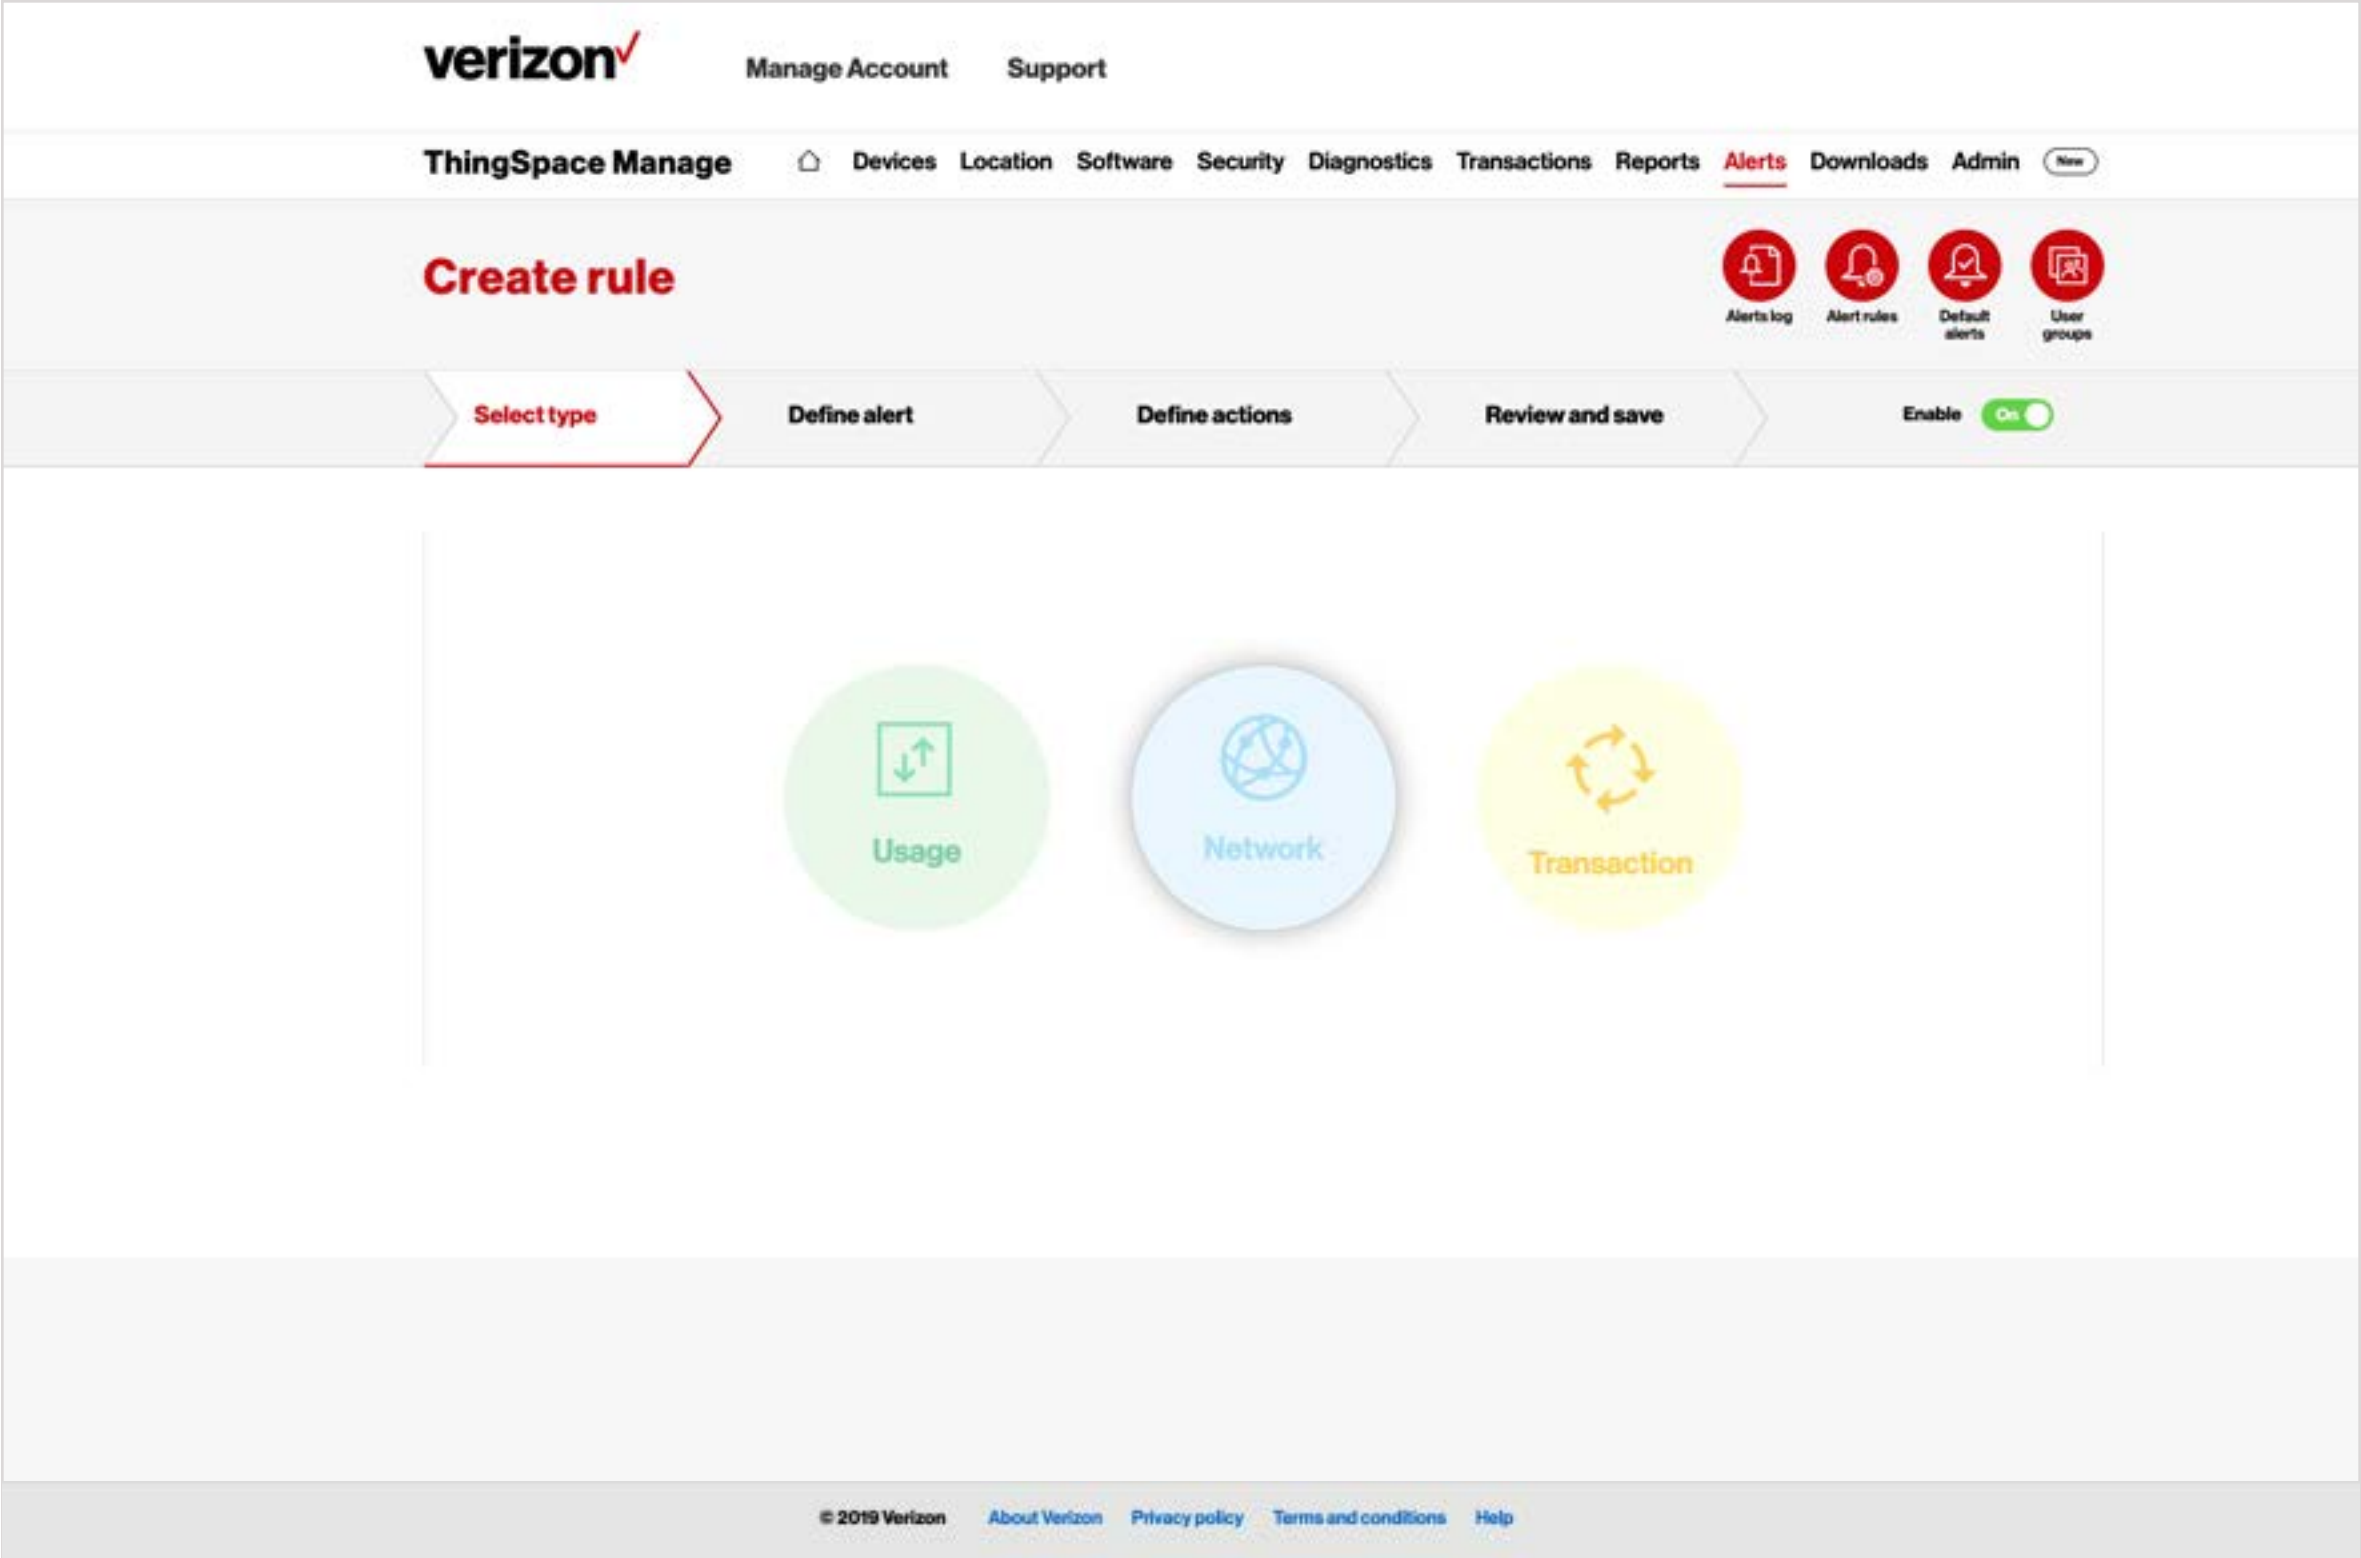 verizon
Manage Account Support
ThingSpace Manage Devices Location Software Security Diagnostics Transactions Reports Alerts Downloads Admin New
Create rule
Alerts log Alert rules Default alerts User groups
Select type Define alert Define actions Review and save Enable On
Usage Network Transaction
© 2019 Verizon About Verizon Privacy policy Terms and conditions Help